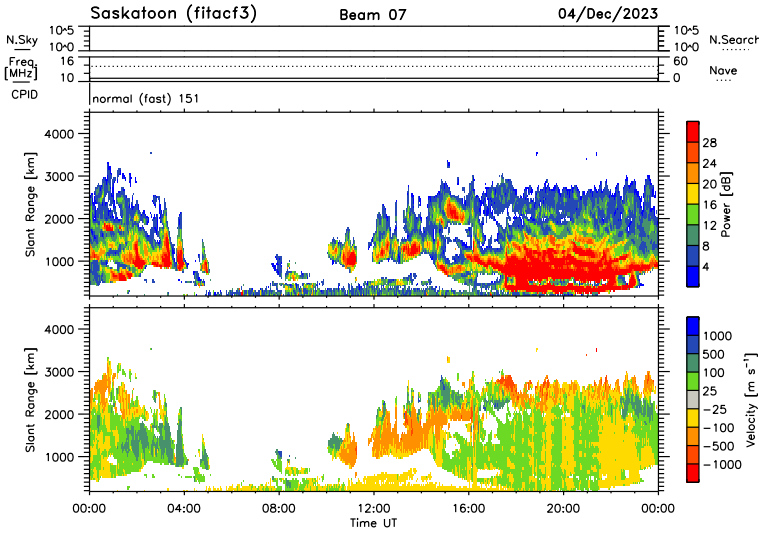 Saskatoon (fitacf3)   Beam 07   04/Dec/2023
N.Sky   10^5   10^5   N.Search
10^0   10^0
Freq.   16   60   Nave
[MHz]   10   0
CPID   normal (fast) 151
Slant Range [km]
4000
3000
2000
1000
Power [dB]
28
24
20
16
12
8
4
Slant Range [km]
4000
3000
2000
1000
Velocity [m s⁻¹]
1000
500
100
25
−25
−100
−500
−1000
00:00   04:00   08:00   12:00   16:00   20:00   00:00
Time UT